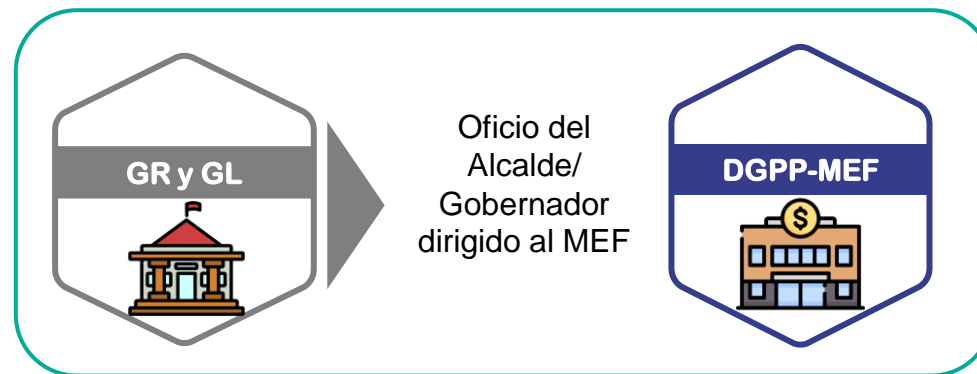 GR y GL
Oficio del
Alcalde/
Gobernador
dirigido al MEF
DGPP-MEF
$